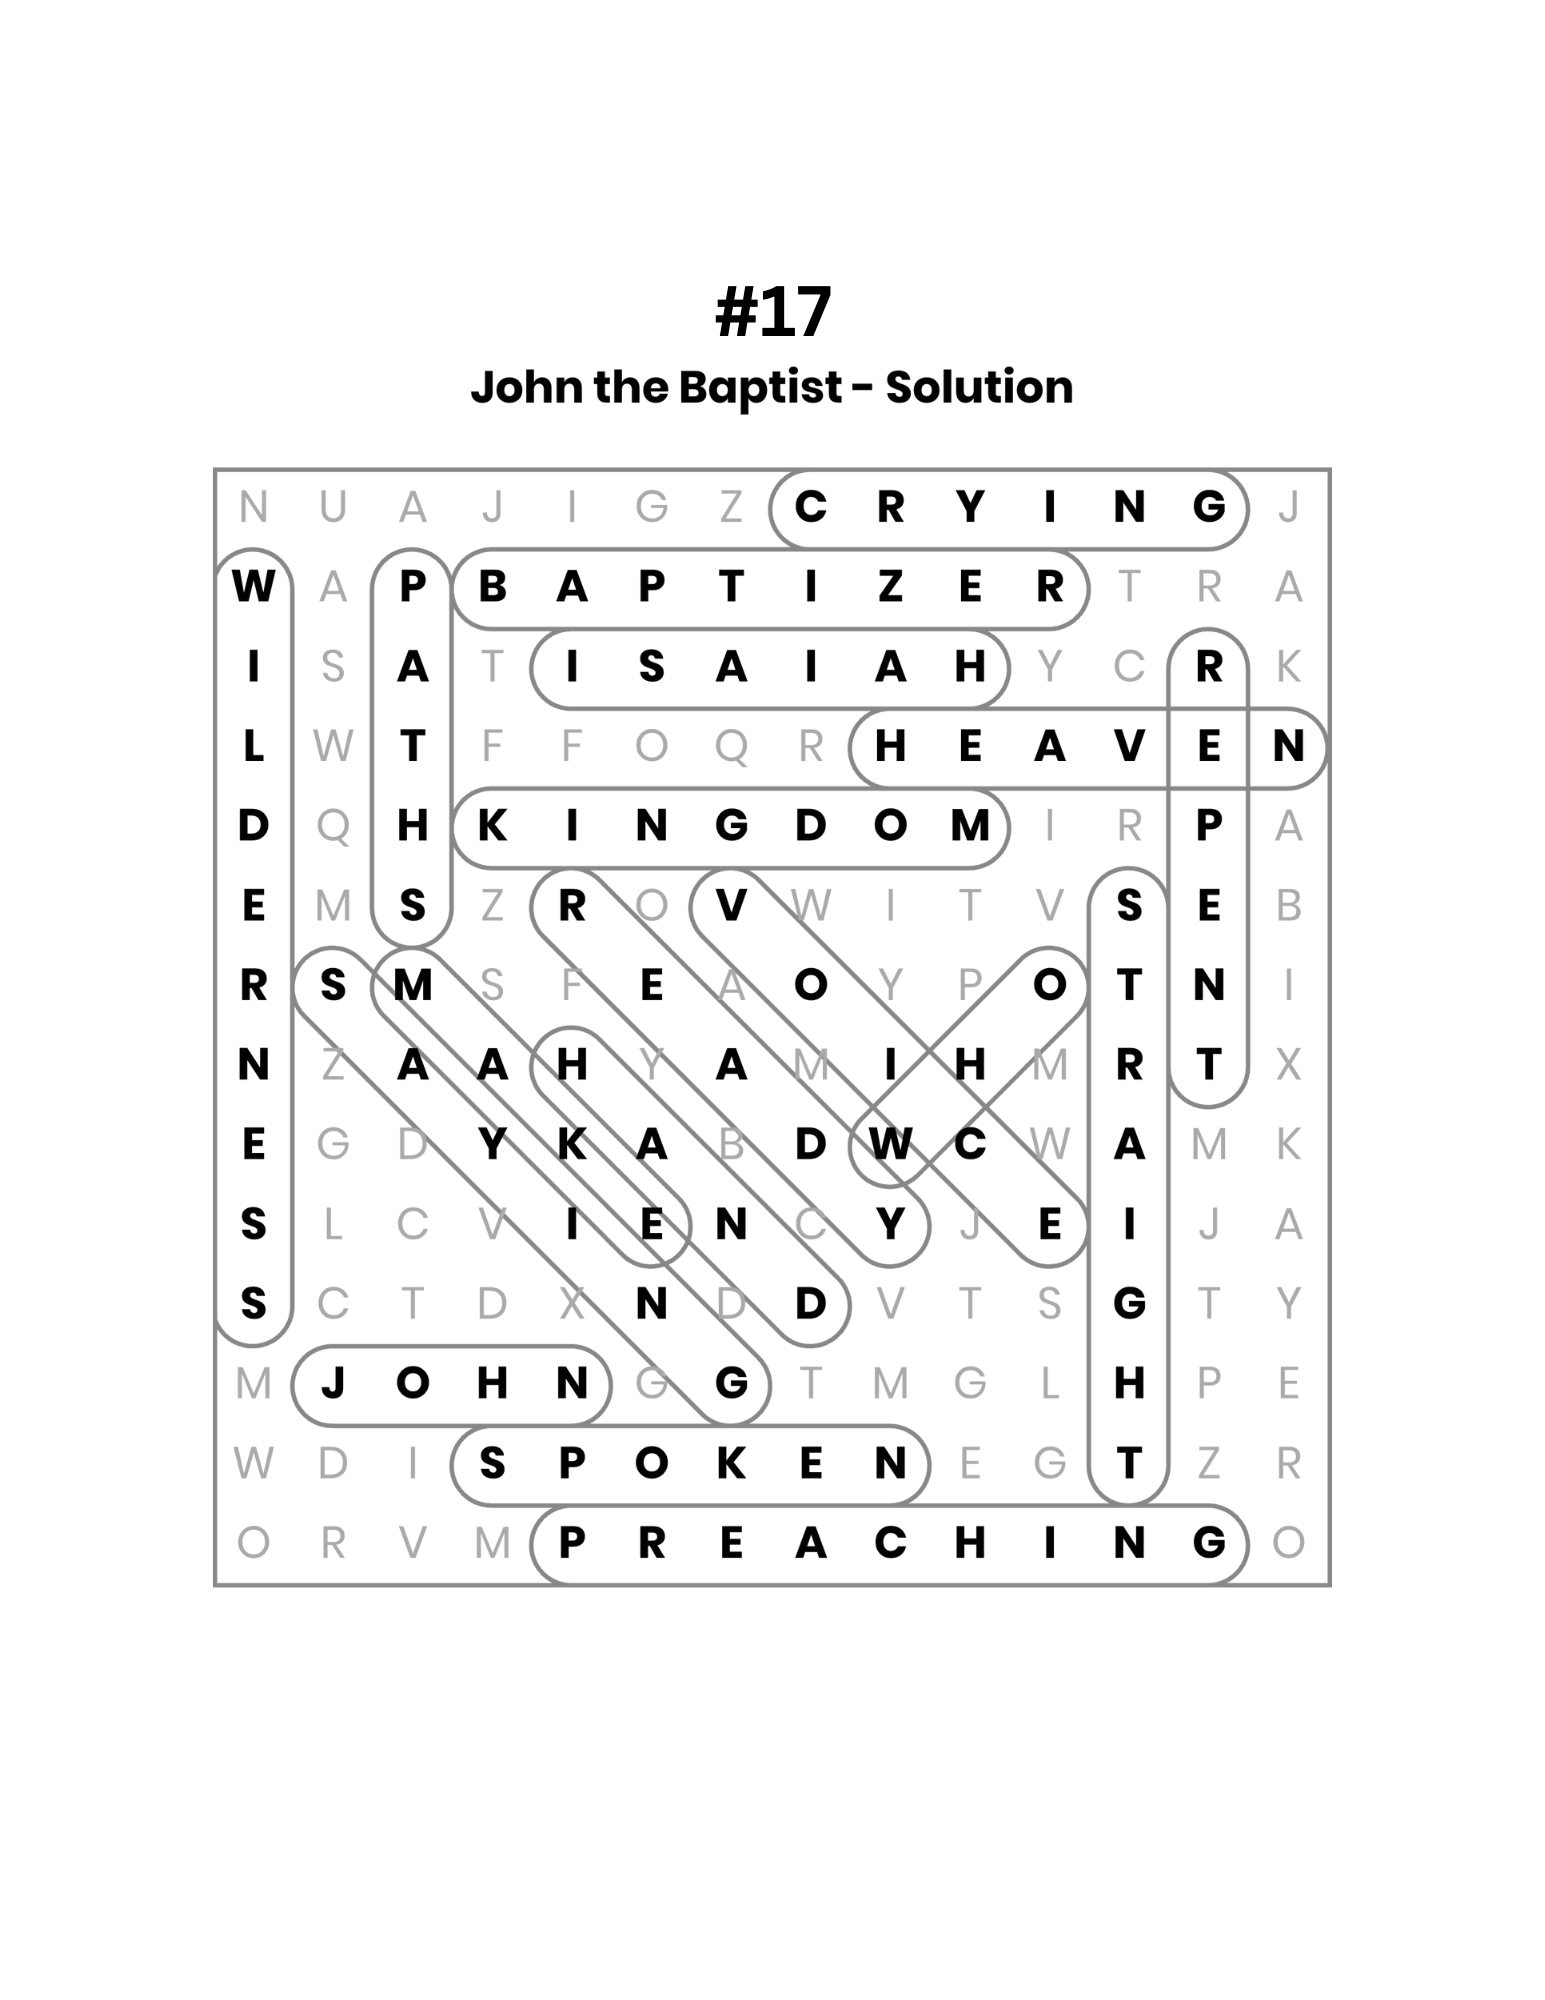 #17
John the Baptist - Solution
N U A J I G Z C R Y I N G J
W A P B A P T I Z E R T R A
I S A T I S A I A H Y C R K
L W T F F O Q R H E A V E N
D Q H K I N G D O M I R P A
E M S Z R O V W I T V S E B
R S M S F E A O Y P O T N I
N Z A A H Y A M I H M R T X
E G D Y K A B D W C W A M K
S L C V I E N C Y J E I J A
S C T D X N D D V T S G T Y
M J O H N G G T M G L H P E
W D I S P O K E N E G T Z R
O R V M P R E A C H I N G O